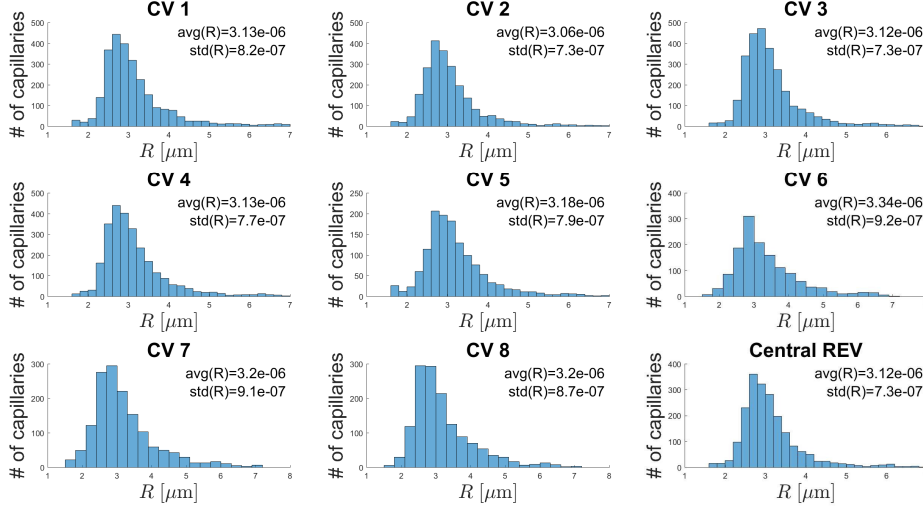 CV 1
avg(R)=3.13e-06
std(R)=8.2e-07
# of capillaries
500
400
300
200
100
0
1 2 3 4 5 6 7
R [μm]
CV 2
avg(R)=3.06e-06
std(R)=7.3e-07
# of capillaries
500
400
300
200
100
0
1 2 3 4 5 6 7
R [μm]
CV 3
avg(R)=3.12e-06
std(R)=7.3e-07
# of capillaries
500
400
300
200
100
0
1 2 3 4 5 6
R [μm]
CV 4
avg(R)=3.13e-06
std(R)=7.7e-07
# of capillaries
500
400
300
200
100
0
1 2 3 4 5 6 7
R [μm]
CV 5
avg(R)=3.18e-06
std(R)=7.9e-07
# of capillaries
250
200
150
100
50
0
1 2 3 4 5 6 7
R [μm]
CV 6
avg(R)=3.34e-06
std(R)=9.2e-07
# of capillaries
400
300
200
100
0
1 2 3 4 5 6 7
R [μm]
CV 7
avg(R)=3.2e-06
std(R)=9.1e-07
# of capillaries
300
200
100
0
1 2 3 4 5 6 7 8
R [μm]
CV 8
avg(R)=3.2e-06
std(R)=8.7e-07
# of capillaries
300
200
100
0
1 2 3 4 5 6 7 8
R [μm]
Central REV
avg(R)=3.12e-06
std(R)=7.3e-07
# of capillaries
400
300
200
100
0
1 2 3 4 5 6
R [μm]